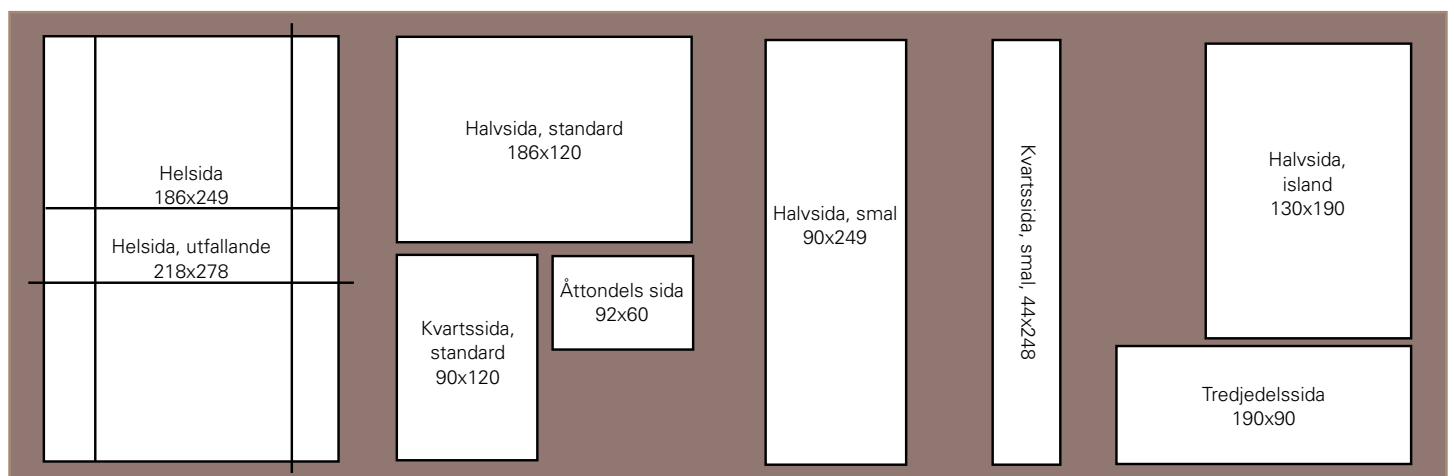 Helsida
186x249
Helsida, utfallande
218x278
Halvsida, standard
186x120
Kvartssida,
standard
90x120
Åttondels sida
92x60
Halvsida, smal
90x249
Kvartssida, smal, 44x248
Halvsida,
island
130x190
Tredjedelssida
190x90